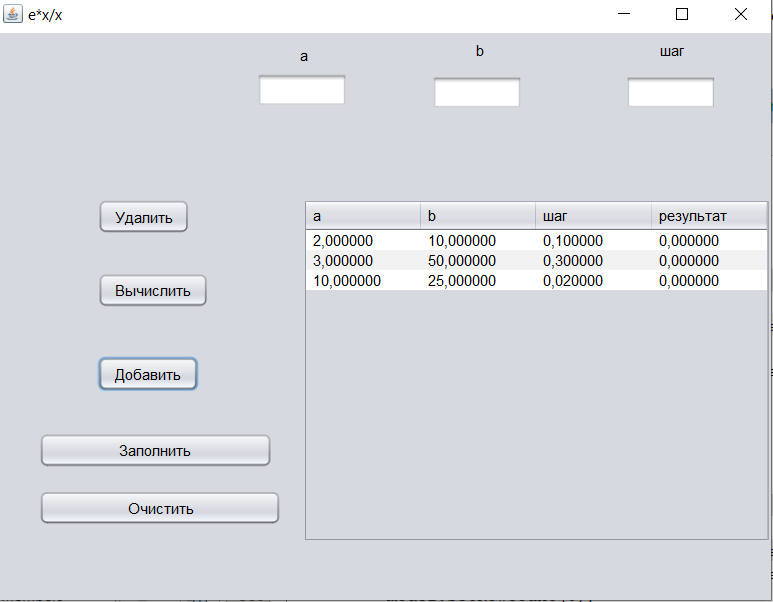 e*x/x
a b шаг
Удалить
a b шаг результат
2,000000 10,000000 0,100000 0,000000
3,000000 50,000000 0,300000 0,000000
10,000000 25,000000 0,020000 0,000000
Вычислить
Добавить
Заполнить
Очистить